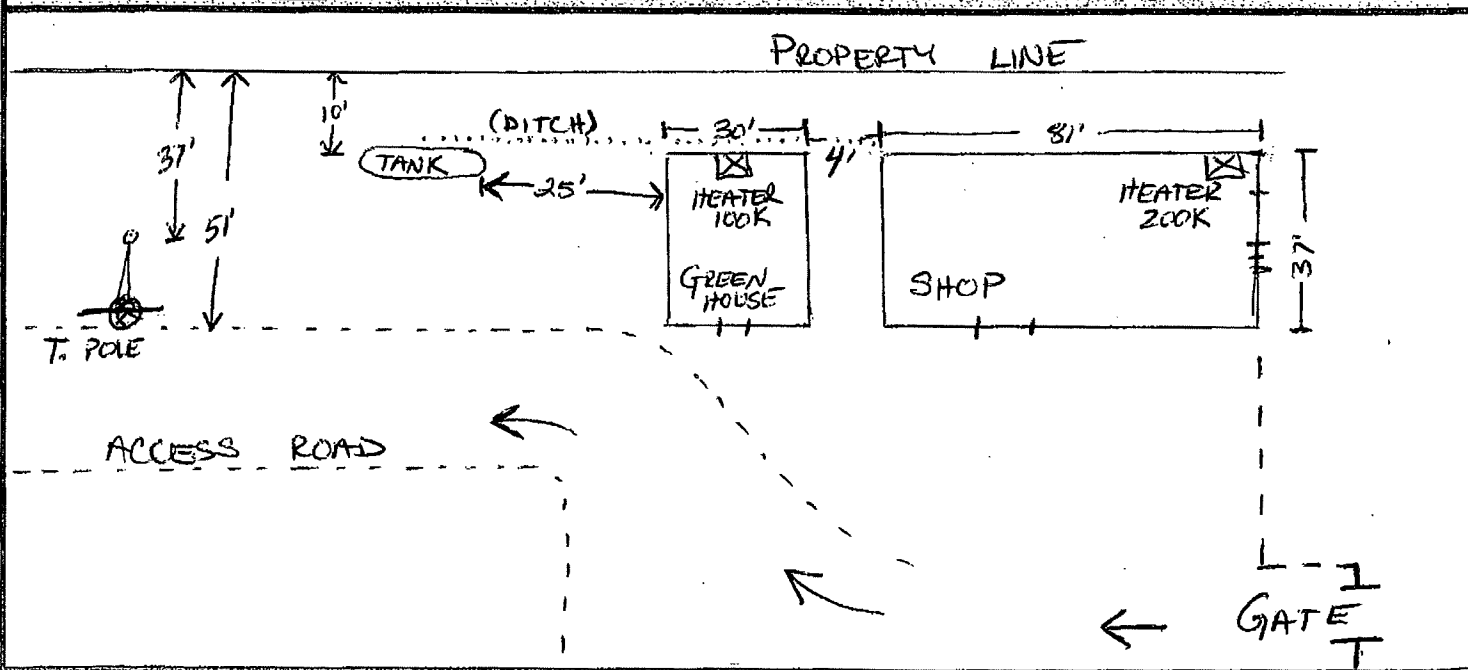 PROPERTY LINE
10'
(DITCH)
30'
81'
37'
TANK
4'
25'
51'
HEATER
100K
HEATER
200K
37'
GREEN
HOUSE
SHOP
T. POLE
ACCESS ROAD
GATE